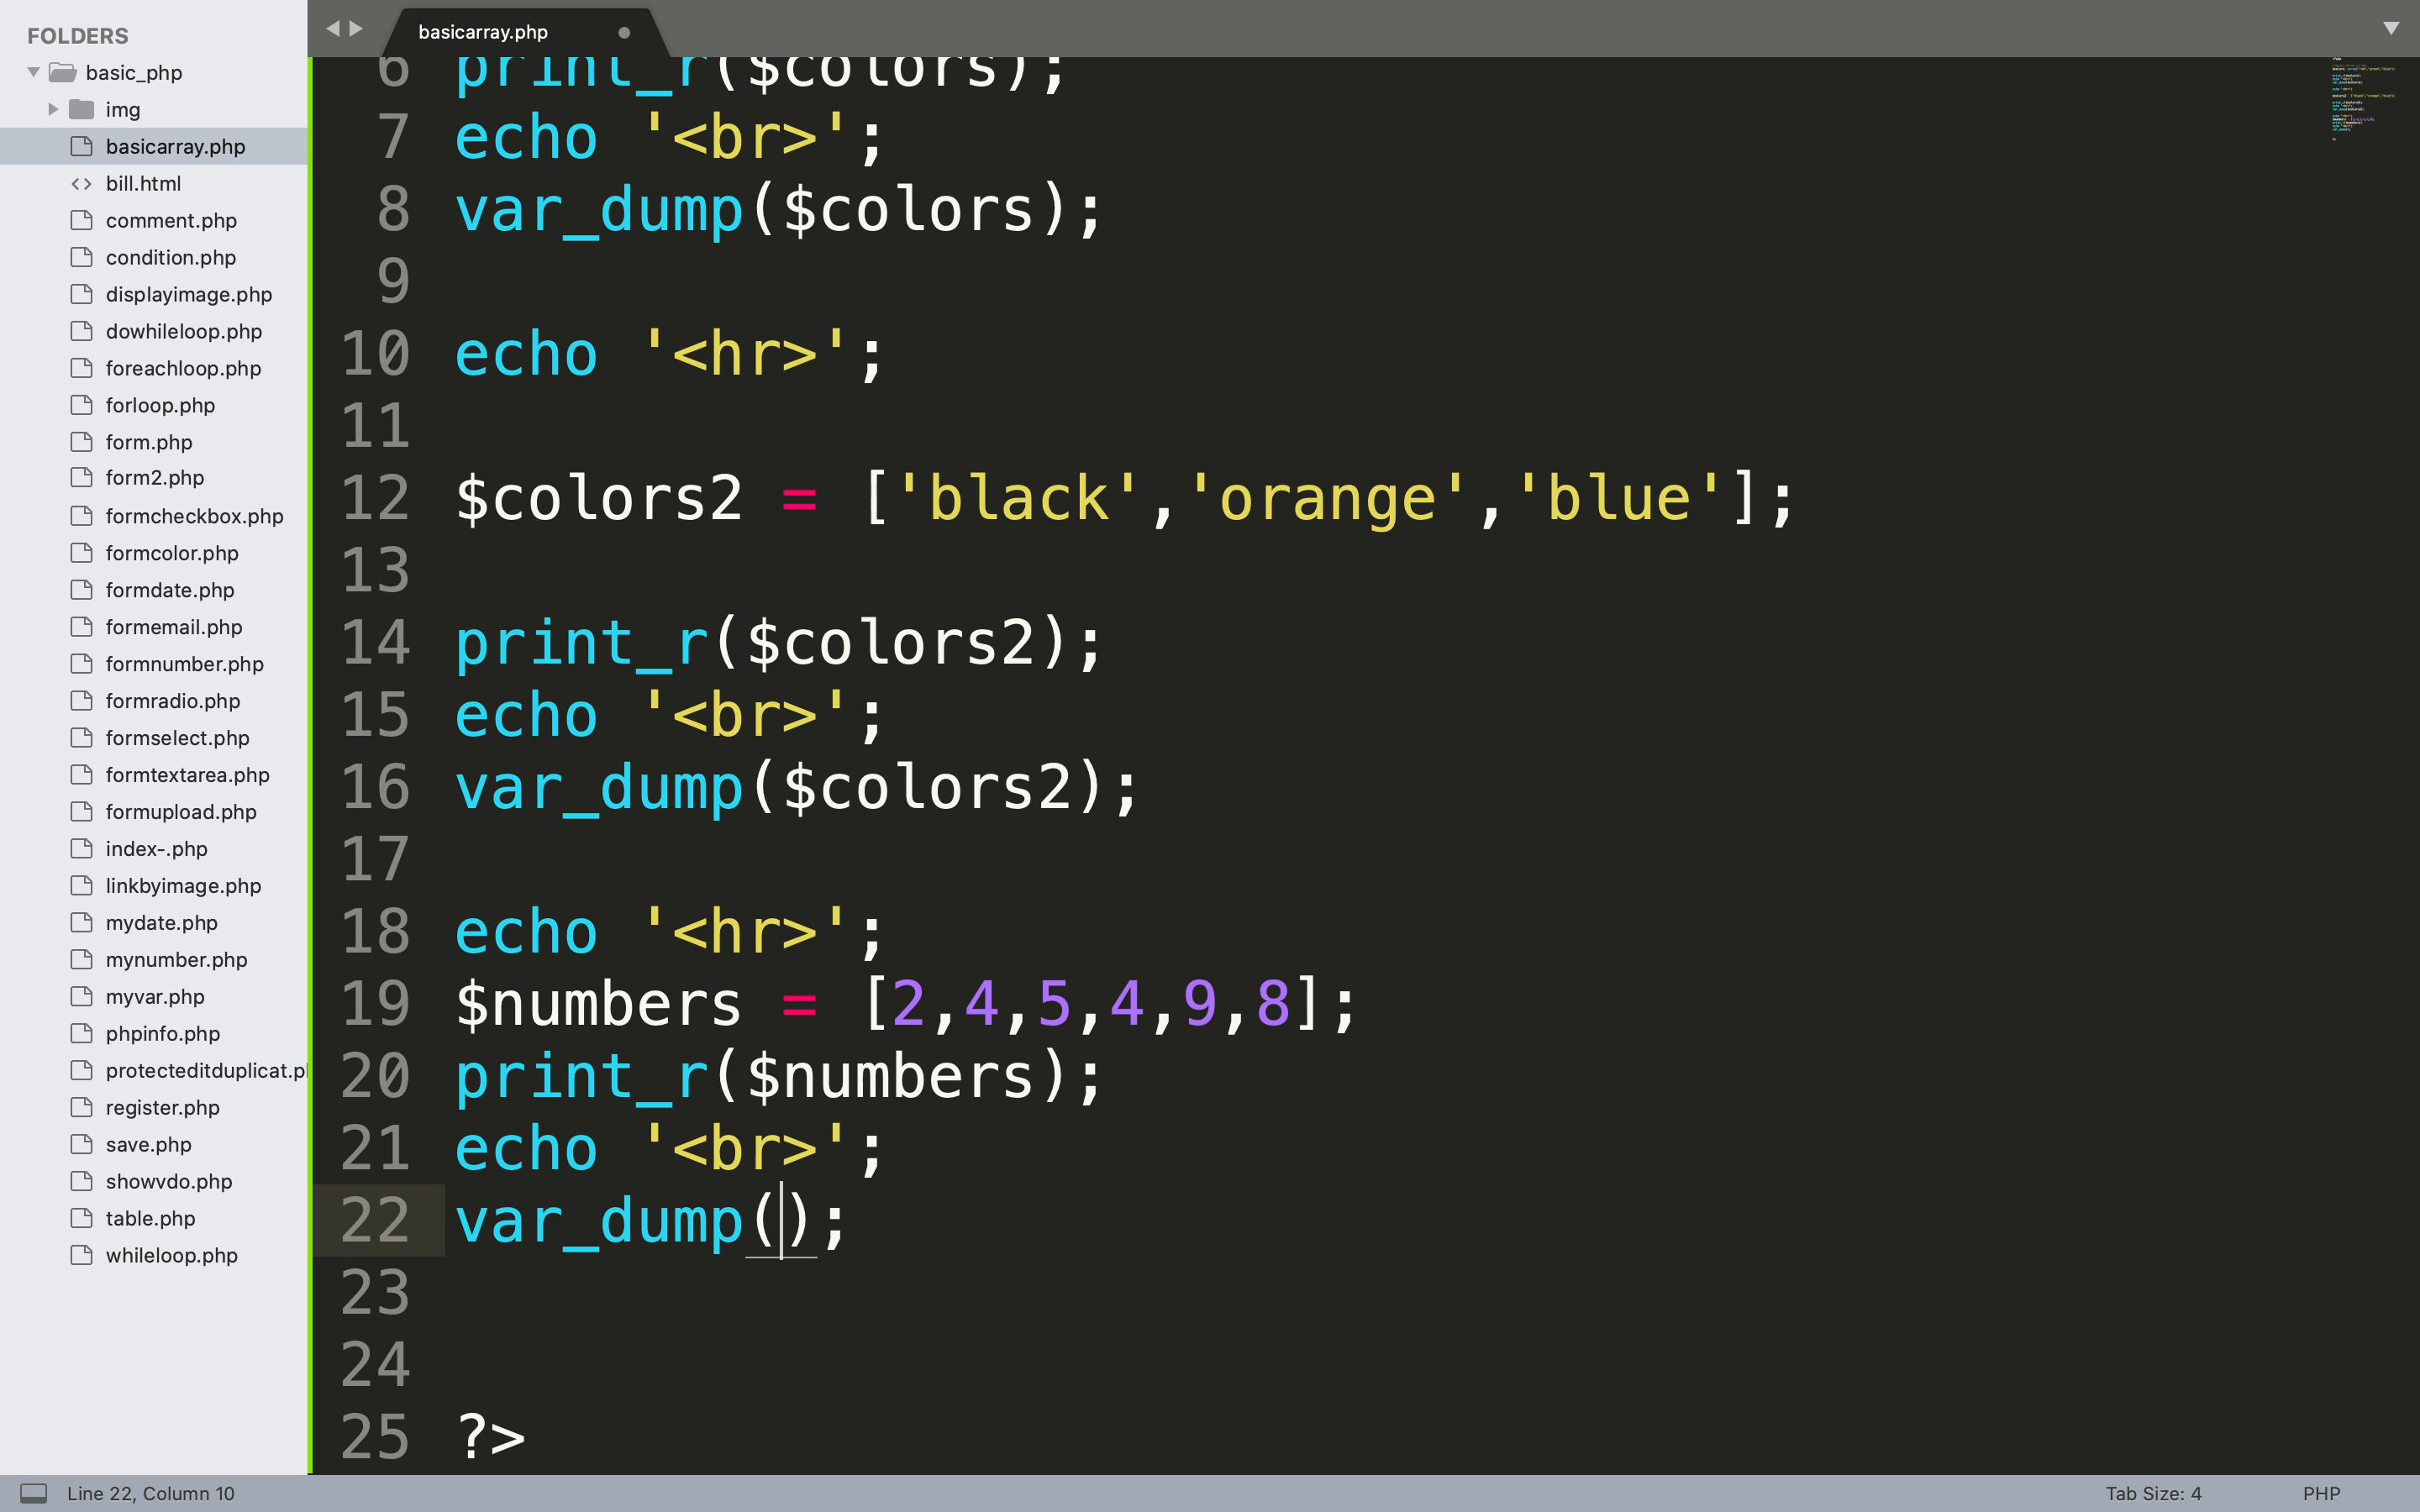 FOLDERS
basic_php
img
basicarray.php
bill.html
comment.php
condition.php
displayimage.php
dowhileloop.php
foreachloop.php
forloop.php
form.php
form2.php
formcheckbox.php
formcolor.php
formdate.php
formemail.php
formnumber.php
formradio.php
formselect.php
formtextarea.php
formupload.php
index-.php
linkbyimage.php
mydate.php
mynumber.php
myvar.php
phpinfo.php
protecteditduplicat.p
register.php
save.php
showvdo.php
table.php
whileloop.php
basicarray.php
6 print_r($colors);
7 echo '<br>';
8 var_dump($colors);
9
10 echo '<hr>';
11
12 $colors2 = ['black','orange','blue'];
13
14 print_r($colors2);
15 echo '<br>';
16 var_dump($colors2);
17
18 echo '<hr>';
19 $numbers = [2,4,5,4,9,8];
20 print_r($numbers);
21 echo '<br>';
22 var_dump();
23
24
25 ?>
Line 22, Column 10
Tab Size: 4
PHP